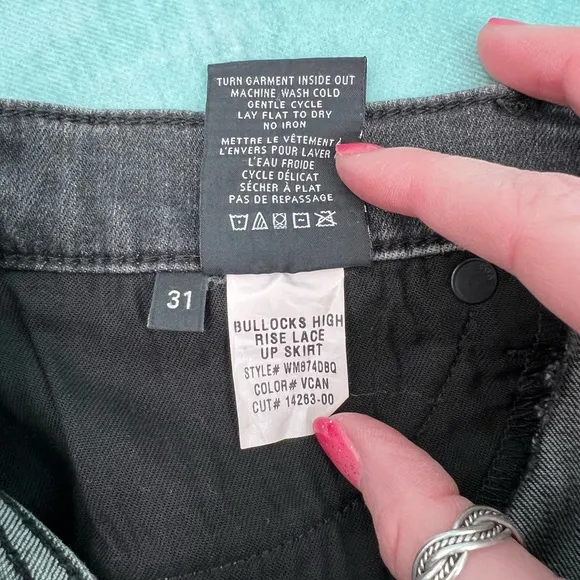 TURN GARMENT INSIDE OUT
MACHINE WASH COLD
GENTLE CYCLE
LAY FLAT TO DRY
NO IRON
METTRE LE VÊTEMENT À
L'ENVERS POUR LAVER À
L'EAU FROIDE
CYCLE DÉLICAT
SÉCHER À PLAT
PAS DE REPASSAGE
31
BULLOCKS HIGH
RISE LACE
UP SKIRT
STYLE# WM874DBQ
COLOR# VCAN
CUT# 14263-00